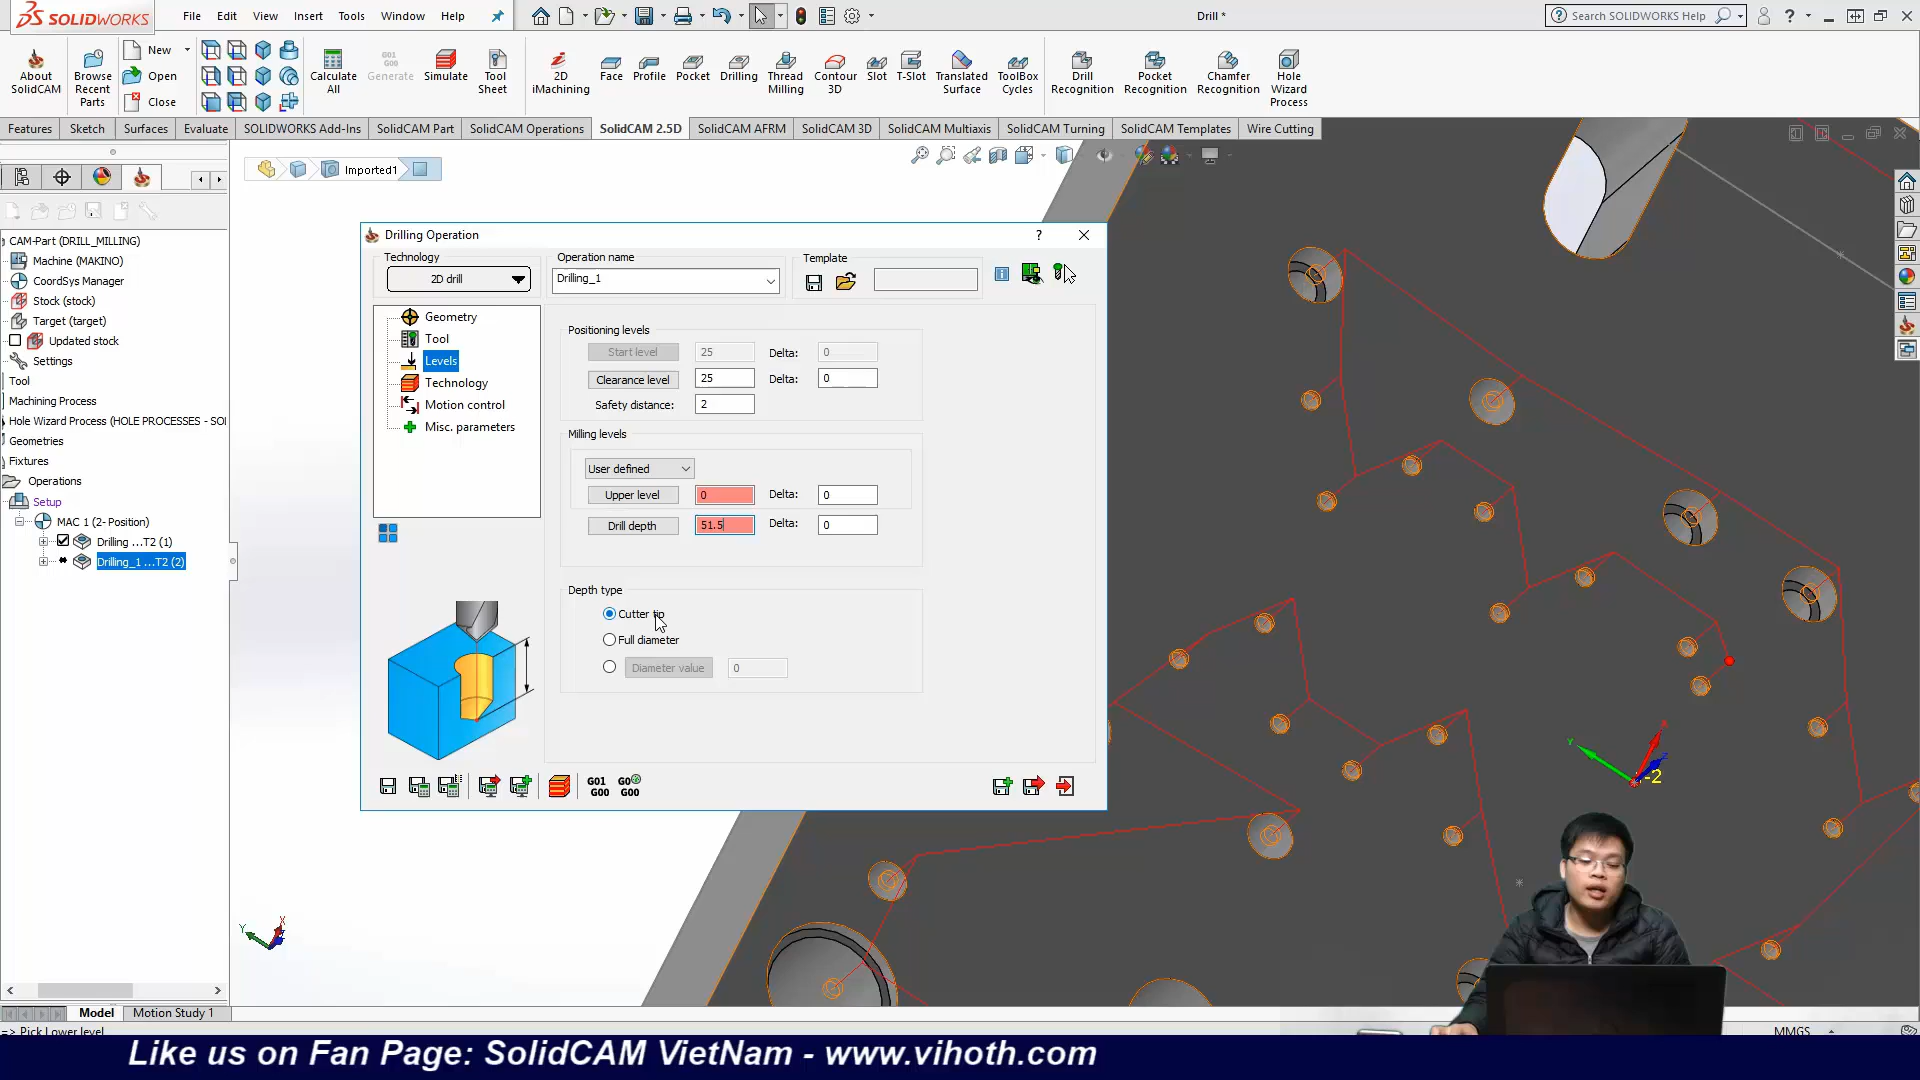 SOLIDWORKS
File
Edit
View
Insert
Tools
Window
Help
Drill *
Search SOLIDWORKS Help
About SolidCAM
Browse Recent Parts
New
Open
Close
Calculate All
G01 G00
Generate
Simulate
Tool Sheet
2D iMachining
Face
Profile
Pocket
Drilling
Thread Milling
Contour 3D
Slot
T-Slot
Translated Surface
ToolBox Cycles
Drill Recognition
Pocket Recognition
Chamfer Recognition
Hole Wizard Process
Features
Sketch
Surfaces
Evaluate
SOLIDWORKS Add-Ins
SolidCAM Part
SolidCAM Operations
SolidCAM 2.5D
SolidCAM AFRM
SolidCAM 3D
SolidCAM Multiaxis
SolidCAM Turning
SolidCAM Templates
Wire Cutting
Imported1
CAM-Part (DRILL_MILLING)
Machine (MAKINO)
CoordSys Manager
Stock (stock)
Target (target)
Updated stock
Settings
Tool
Machining Process
Hole Wizard Process (HOLE PROCESSES - SOI
Geometries
Fixtures
Operations
Setup
MAC 1 (2- Position)
Drilling ...T2 (1)
Drilling_1 ...T2 (2)
Drilling Operation
Technology
2D drill
Operation name
Drilling_1
Template
Geometry
Tool
Levels
Technology
Motion control
Misc. parameters
Positioning levels
Start level 25 Delta: 0
Clearance level 25 Delta: 0
Safety distance: 2
Milling levels
User defined
Upper level 0 Delta: 0
Drill depth 51.5 Delta: 0
Depth type
Cutter tip
Full diameter
Diameter value 0
G01 G00
G00
X
Y
-2
Y
X
Model
Motion Study 1
=> Pick Lower level
MMGS
Like us on Fan Page: SolidCAM VietNam - www.vihoth.com